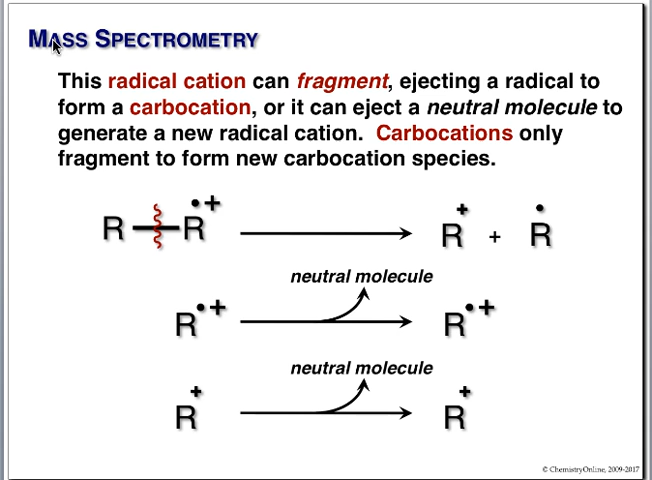 MASS SPECTROMETRY
This radical cation can fragment, ejecting a radical to
form a carbocation, or it can eject a neutral molecule to
generate a new radical cation.  Carbocations only
fragment to form new carbocation species.
R R•+ R+ + R•
neutral molecule
R•+ R•+
neutral molecule
R+ R+
© ChemistryOnline, 2009-2017